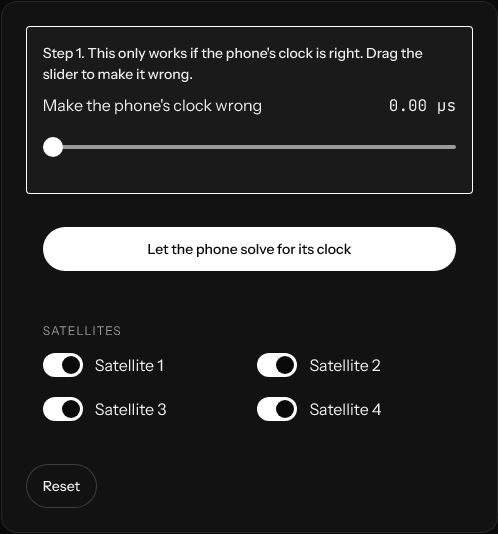 Step 1. This only works if the phone's clock is right. Drag the
slider to make it wrong.
Make the phone's clock wrong 0.00 µs
Let the phone solve for its clock
SATELLITES
Satellite 1 Satellite 2
Satellite 3 Satellite 4
Reset